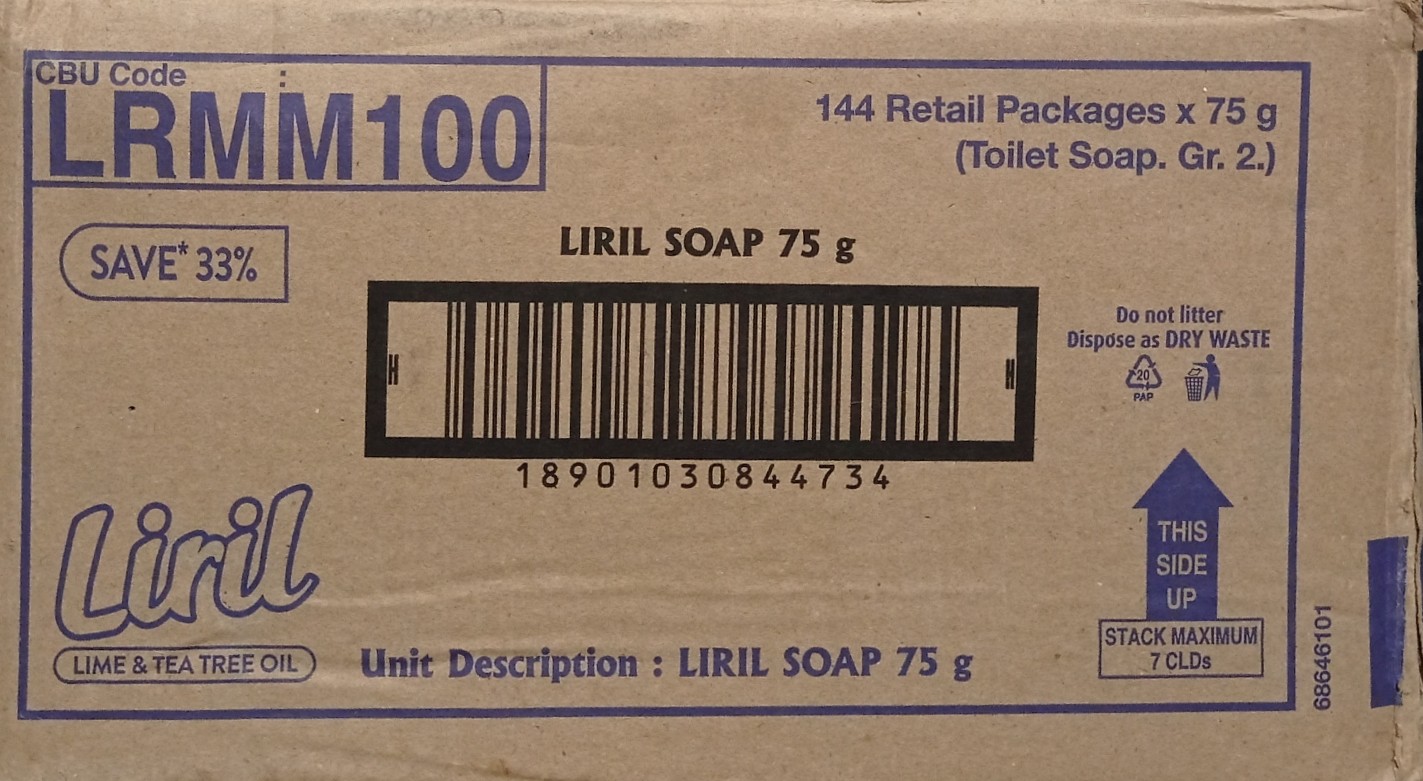 CBU Code :
LRMM100
144 Retail Packages x 75 g
(Toilet Soap. Gr. 2.)
SAVE* 33%
LIRIL SOAP 75 g
H H
18901030844734
Do not litter
Dispose as DRY WASTE
20
PAP
THIS
SIDE
UP
STACK MAXIMUM
7 CLDs
Liril
LIME & TEA TREE OIL
Unit Description : LIRIL SOAP 75 g
68646101